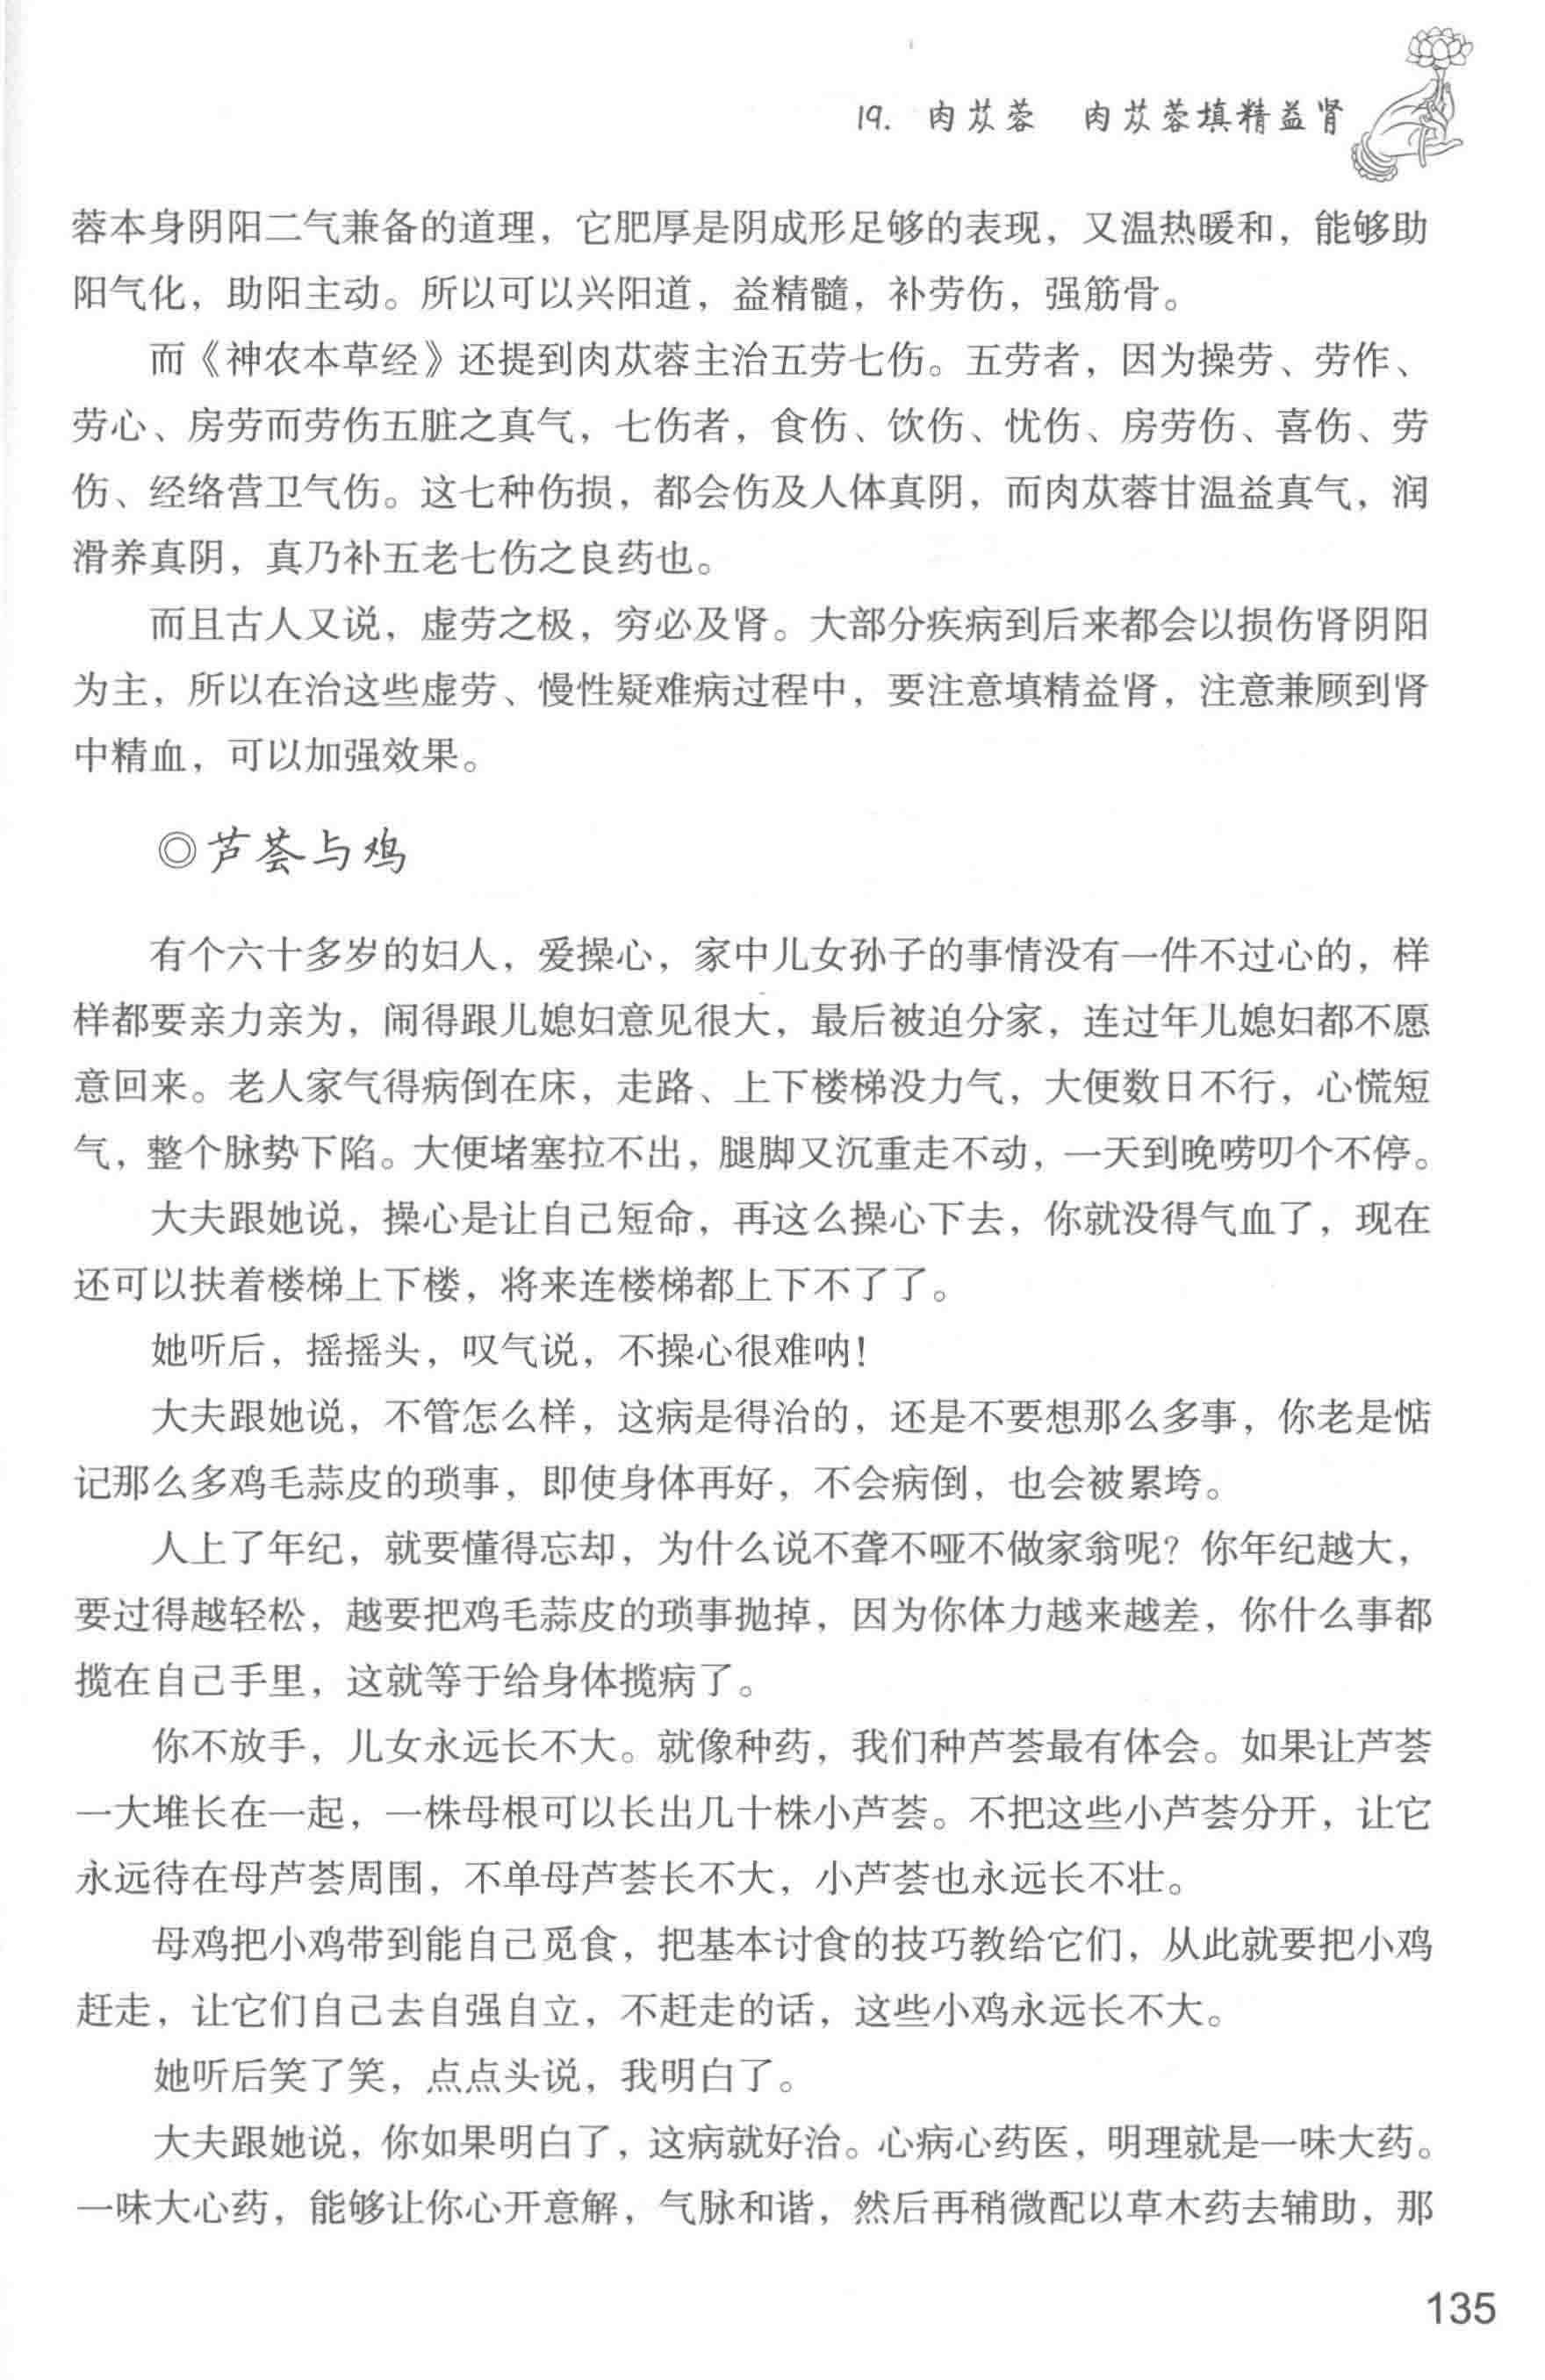 19. 肉苁蓉　肉苁蓉填精益肾
蓉本身阴阳二气兼备的道理，它肥厚是阴成形足够的表现，又温热暖和，能够助
阳气化，助阳主动。所以可以兴阳道，益精髓，补劳伤，强筋骨。
而《神农本草经》还提到肉苁蓉主治五劳七伤。五劳者，因为操劳、劳作、
劳心、房劳而劳伤五脏之真气，七伤者，食伤、饮伤、忧伤、房劳伤、喜伤、劳
伤、经络营卫气伤。这七种伤损，都会伤及人体真阴，而肉苁蓉甘温益真气，润
滑养真阴，真乃补五老七伤之良药也。
而且古人又说，虚劳之极，穷必及肾。大部分疾病到后来都会以损伤肾阴阳
为主，所以在治这些虚劳、慢性疑难病过程中，要注意填精益肾，注意兼顾到肾
中精血，可以加强效果。
◎芦荟与鸡
有个六十多岁的妇人，爱操心，家中儿女孙子的事情没有一件不过心的，样
样都要亲力亲为，闹得跟儿媳妇意见很大，最后被迫分家，连过年儿媳妇都不愿
意回来。老人家气得病倒在床，走路、上下楼梯没力气，大便数日不行，心慌短
气，整个脉势下陷。大便堵塞拉不出，腿脚又沉重走不动，一天到晚唠叨个不停。
大夫跟她说，操心是让自己短命，再这么操心下去，你就没得气血了，现在
还可以扶着楼梯上下楼，将来连楼梯都上下不了了。
她听后，摇摇头，叹气说，不操心很难呐！
大夫跟她说，不管怎么样，这病是得治的，还是不要想那么多事，你老是惦
记那么多鸡毛蒜皮的琐事，即使身体再好，不会病倒，也会被累垮。
人上了年纪，就要懂得忘却，为什么说不聋不哑不做家翁呢？你年纪越大，
要过得越轻松，越要把鸡毛蒜皮的琐事抛掉，因为你体力越来越差，你什么事都
揽在自己手里，这就等于给身体揽病了。
你不放手，儿女永远长不大。就像种药，我们种芦荟最有体会。如果让芦荟
一大堆长在一起，一株母根可以长出几十株小芦荟。不把这些小芦荟分开，让它
永远待在母芦荟周围，不单母芦荟长不大，小芦荟也永远长不壮。
母鸡把小鸡带到能自己觅食，把基本讨食的技巧教给它们，从此就要把小鸡
赶走，让它们自己去自强自立，不赶走的话，这些小鸡永远长不大。
她听后笑了笑，点点头说，我明白了。
大夫跟她说，你如果明白了，这病就好治。心病心药医，明理就是一味大药。
一味大心药，能够让你心开意解，气脉和谐，然后再稍微配以草木药去辅助，那
135